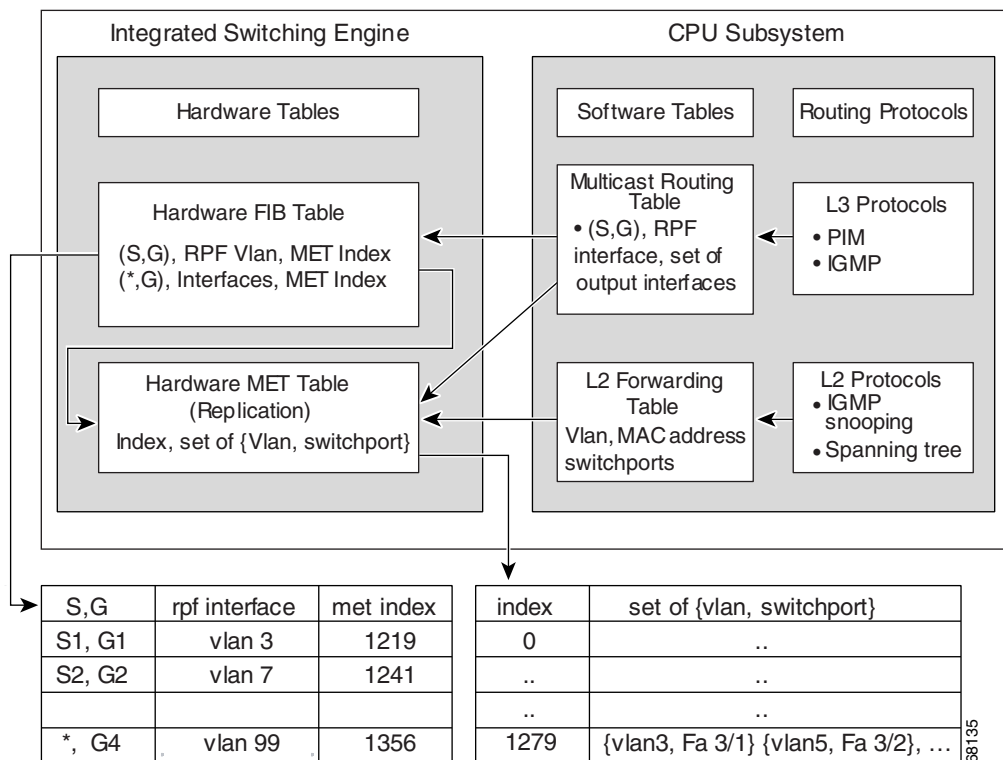 Integrated Switching Engine
CPU Subsystem
Hardware Tables
Software Tables
Routing Protocols
Hardware FIB Table
(S,G), RPF Vlan, MET Index
(*,G), Interfaces, MET Index
Multicast Routing
Table
• (S,G), RPF
interface, set of
output interfaces
L3 Protocols
• PIM
• IGMP
Hardware MET Table
(Replication)
Index, set of {Vlan, switchport}
L2 Forwarding
Table
Vlan, MAC address
switchports
L2 Protocols
• IGMP
snooping
• Spanning tree
S,G rpf interface met index
S1, G1 vlan 3 1219
S2, G2 vlan 7 1241
*, G4 vlan 99 1356
index set of {vlan, switchport}
0 ..
.. ..
.. ..
1279 {vlan3, Fa 3/1} {vlan5, Fa 3/2}, ...
68135